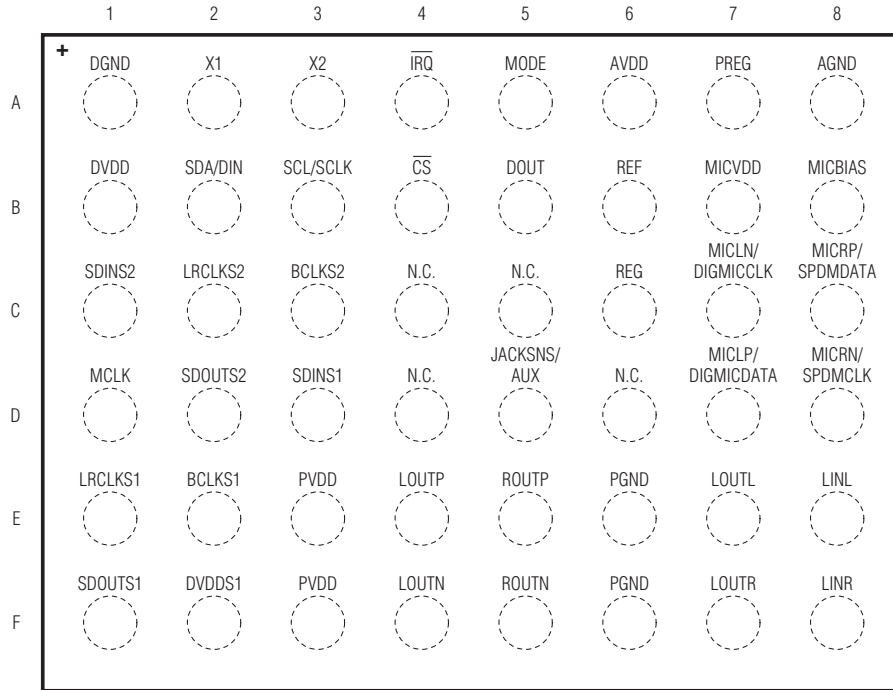 1 2 3 4 5 6 7 8
+
A DGND X1 X2 IRQ MODE AVDD PREG AGND
B DVDD SDA/DIN SCL/SCLK CS DOUT REF MICVDD MICBIAS
MICLN/ MICRP/
SDINS2 LRCLKS2 BCLKS2 N.C. N.C. REG DIGMICCLK SPDMDATA
C
JACKSNS/ MICLP/ MICRN/
MCLK SDOUTS2 SDINS1 N.C. AUX N.C. DIGMICDATA SPDMCLK
D
E LRCLKS1 BCLKS1 PVDD LOUTP ROUTP PGND LOUTL LINL
F SDOUTS1 DVDDS1 PVDD LOUTN ROUTN PGND LOUTR LINR